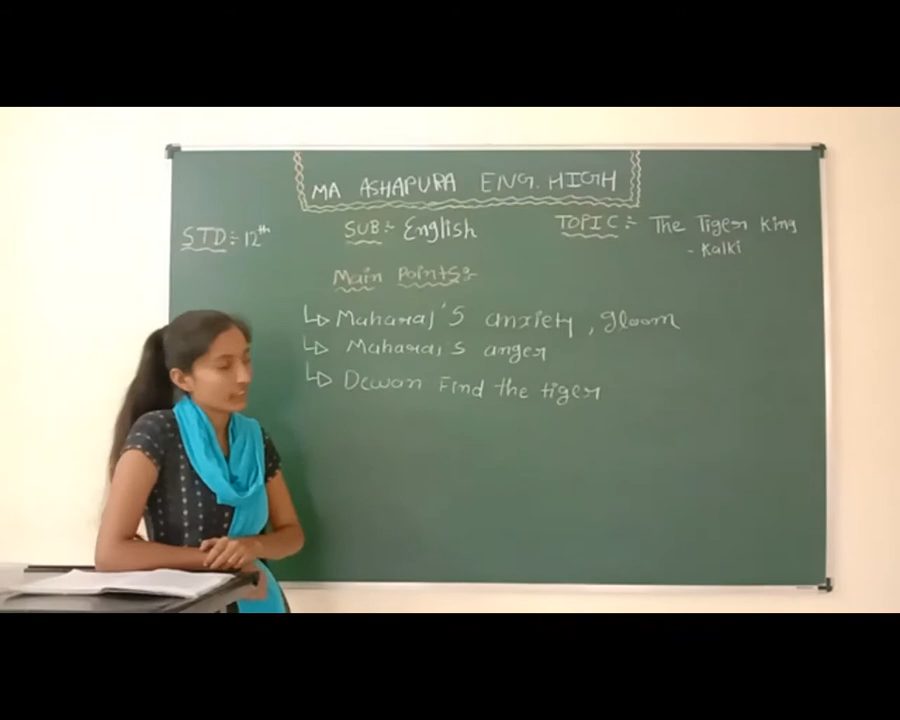 MA ASHAPURA ENG. HIGH
STD:- 12th
SUB:- English
TOPIC:- The Tiger King
- Kalki
Main Points:-
Maharaj's anxiety, gloom
Maharaj's anger
Dewan Find the tiger